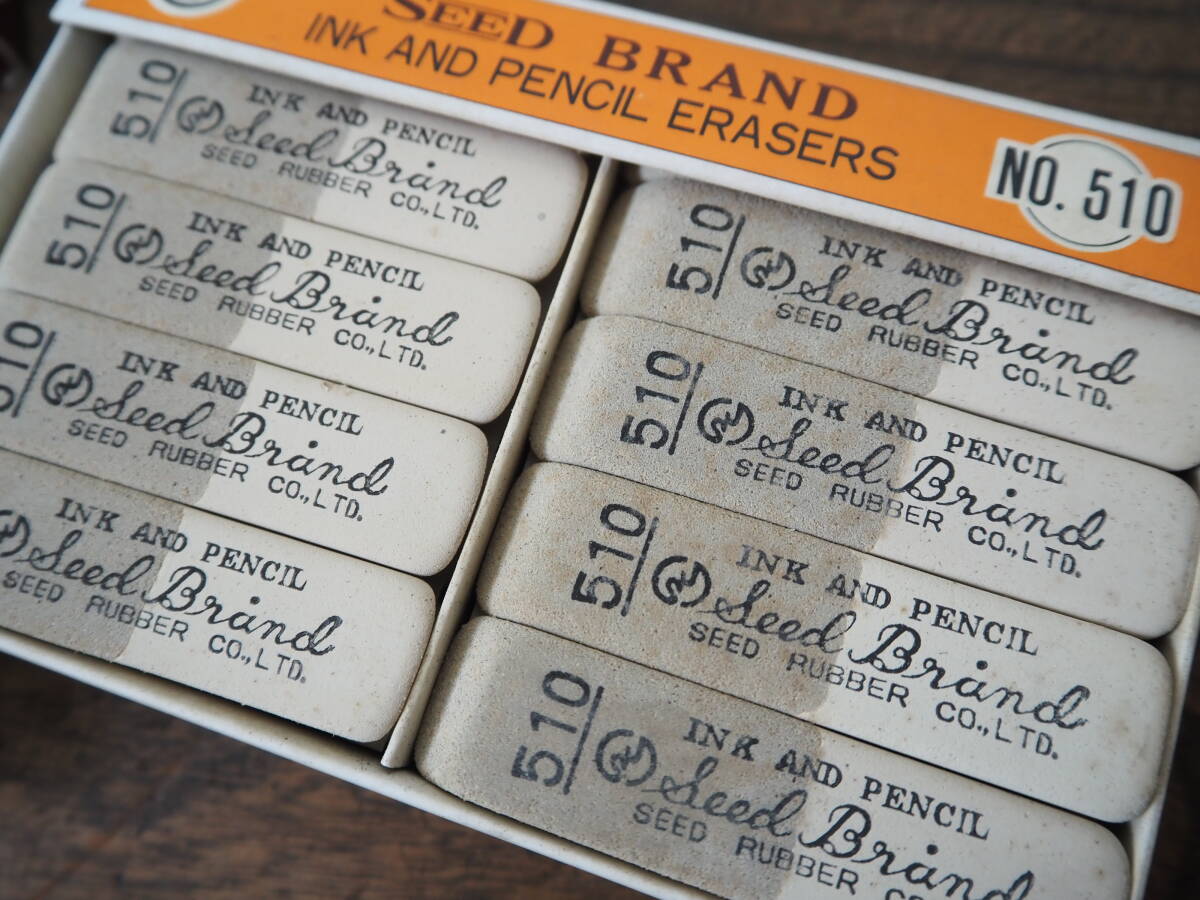 SEED BRAND
INK AND PENCIL ERASERS
NO. 510
510
INK AND PENCIL
Seed Brand
SEED RUBBER CO.,LTD.
510
INK AND PENCIL
Seed Brand
SEED RUBBER CO.,LTD.
510
INK AND PENCIL
Seed Brand
SEED RUBBER CO.,LTD.
INK AND PENCIL
Seed Brand
SEED RUBBER CO.,LTD.
510
INK AND PENCIL
Seed Brand
SEED RUBBER CO.,LTD.
510
INK AND PENCIL
Seed Brand
SEED RUBBER CO.,LTD.
510
INK AND PENCIL
Seed Brand
SEED RUBBER CO.,LTD.
510
INK AND PENCIL
Seed Brand
SEED RUBBER